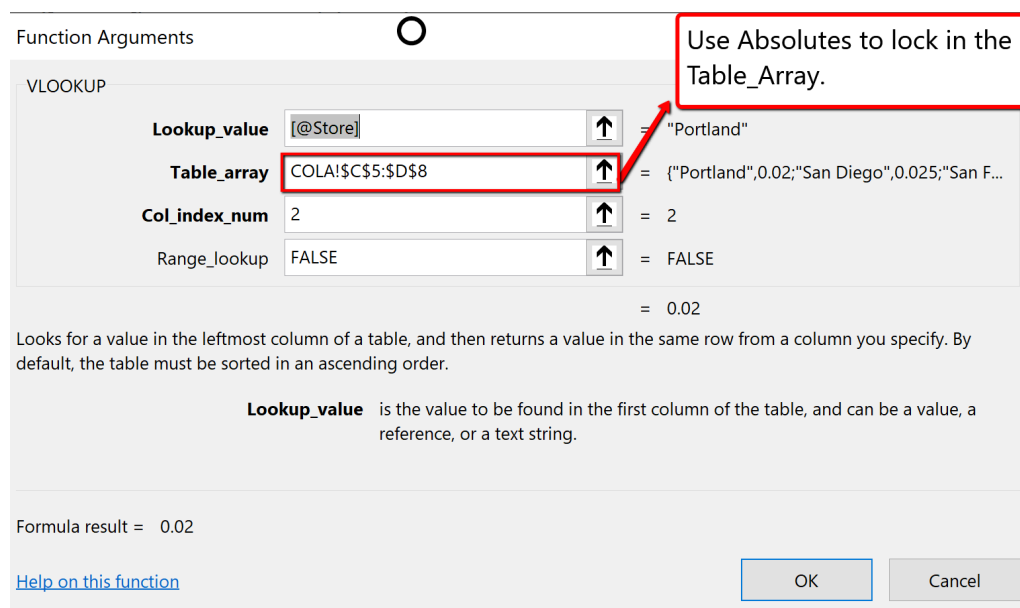 Function Arguments
Use Absolutes to lock in the
Table_Array.
VLOOKUP
Lookup_value [@Store] = "Portland"
Table_array COLA!$C$5:$D$8 = {"Portland",0.02;"San Diego",0.025;"San F...
Col_index_num 2 = 2
Range_lookup FALSE = FALSE
= 0.02
Looks for a value in the leftmost column of a table, and then returns a value in the same row from a column you specify. By
default, the table must be sorted in an ascending order.
Lookup_value is the value to be found in the first column of the table, and can be a value, a
reference, or a text string.
Formula result = 0.02
Help on this function
OK Cancel